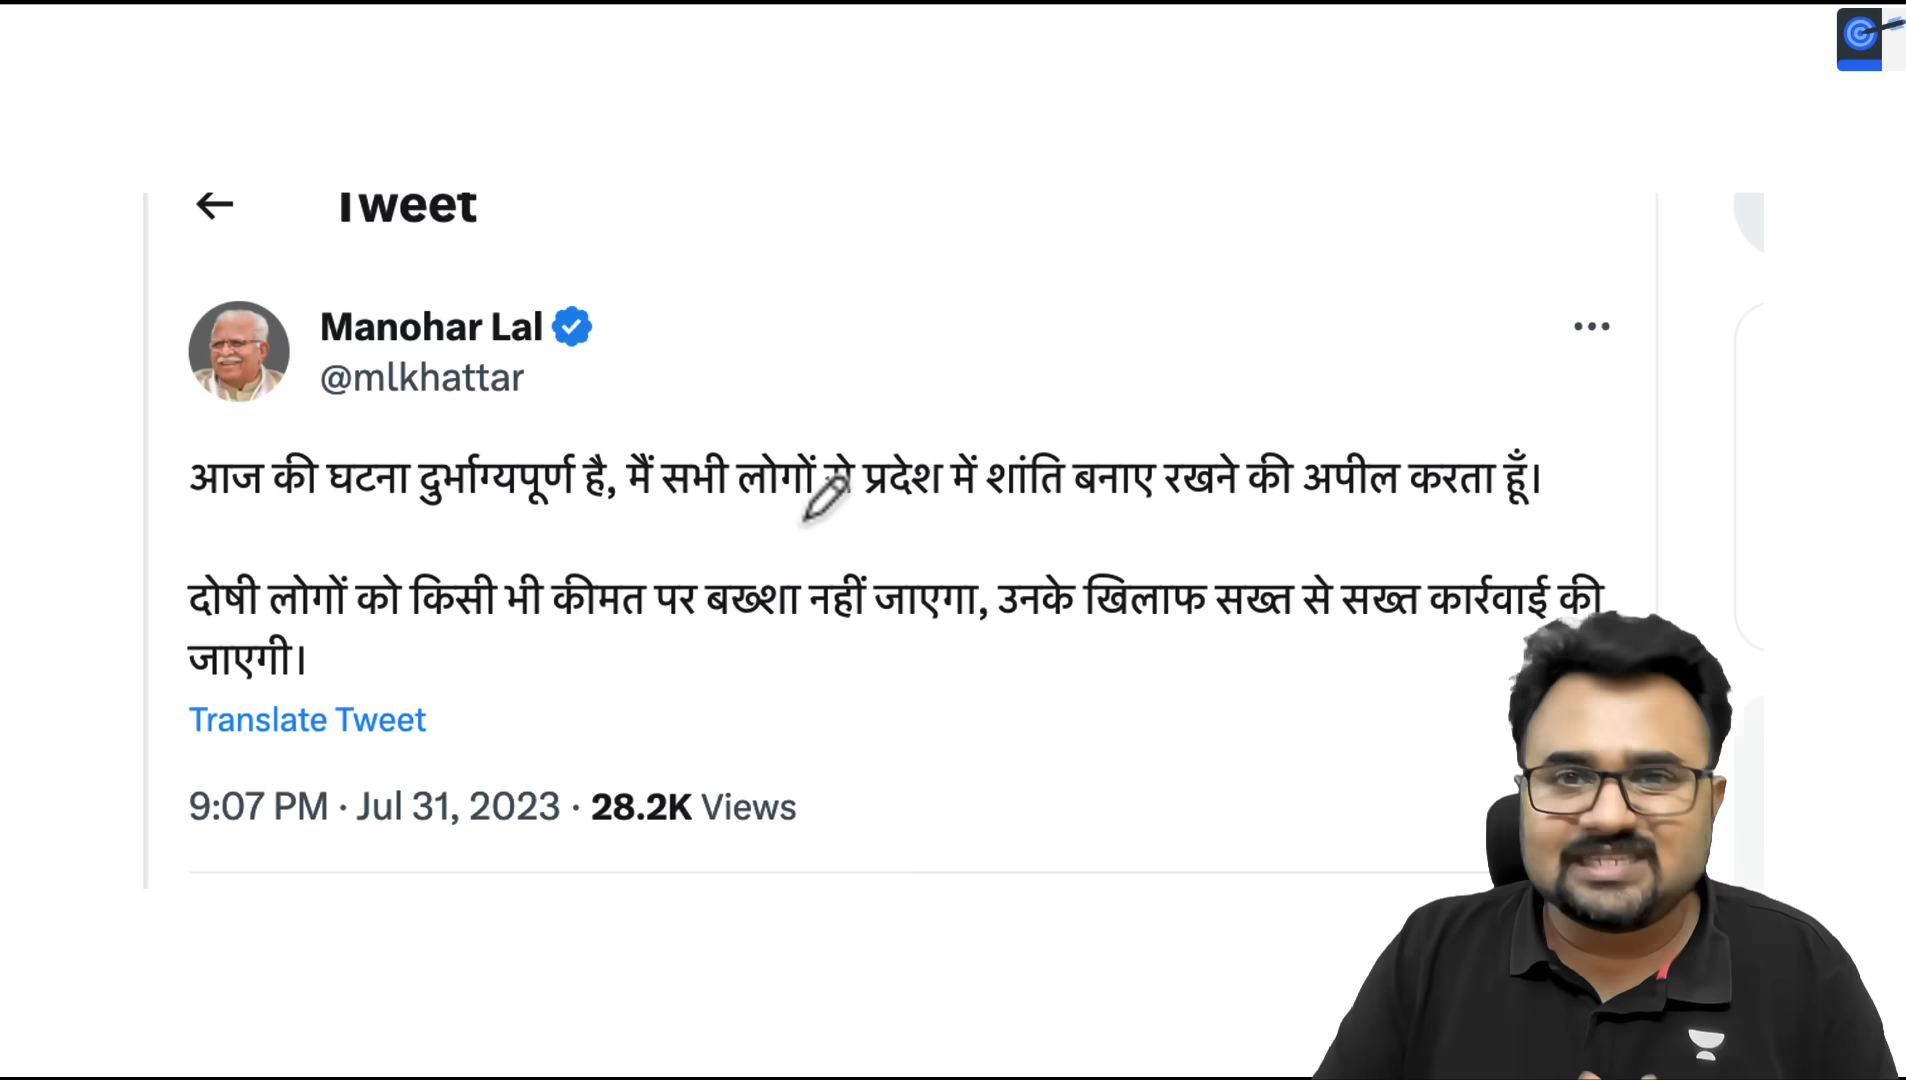 Tweet
Manohar Lal
@mlkhattar
आज की घटना दुर्भाग्यपूर्ण है, मैं सभी लोगों से प्रदेश में शांति बनाए रखने की अपील करता हूँ।
दोषी लोगों को किसी भी कीमत पर बख्शा नहीं जाएगा, उनके खिलाफ सख्त से सख्त कार्रवाई की
जाएगी।
Translate Tweet
9:07 PM · Jul 31, 2023 · 28.2K Views